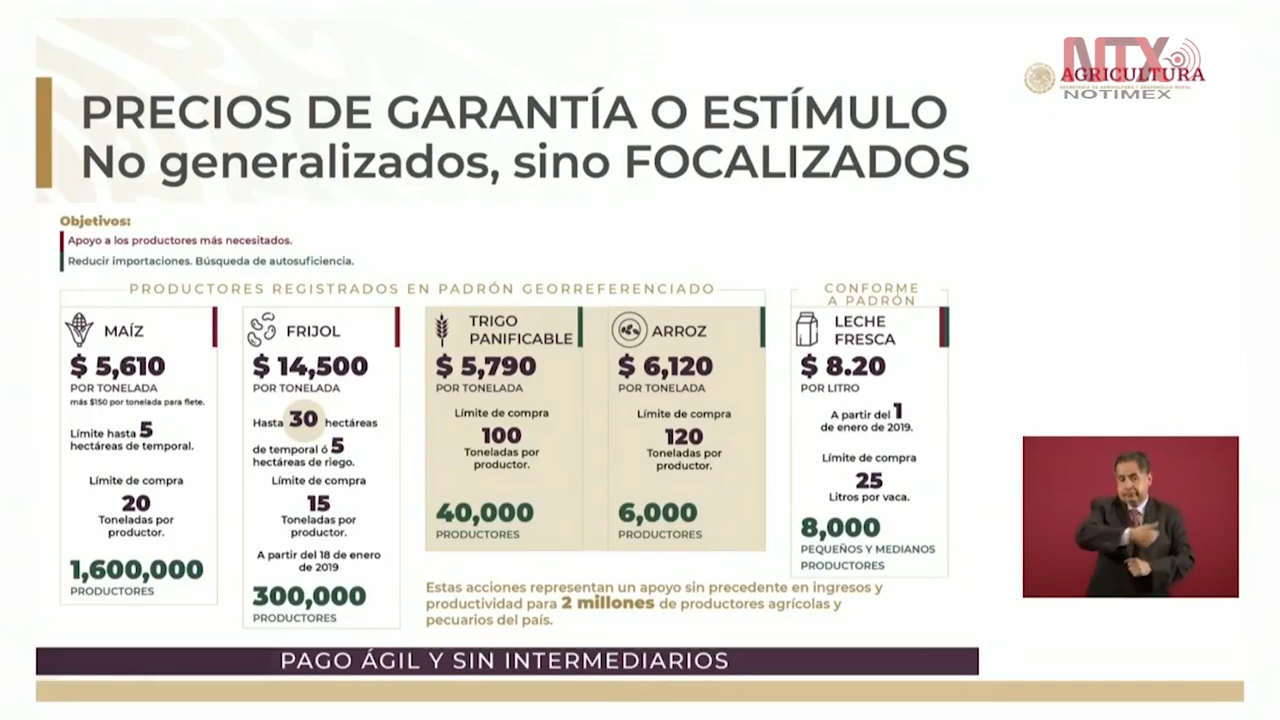 NTX
AGRICULTURA
SECRETARÍA DE AGRICULTURA Y DESARROLLO RURAL
NOTIMEX
PRECIOS DE GARANTÍA O ESTÍMULO
No generalizados, sino FOCALIZADOS
Objetivos:
Apoyo a los productores más necesitados.
Reducir importaciones. Búsqueda de autosuficiencia.
PRODUCTORES REGISTRADOS EN PADRÓN GEORREFERENCIADO
MAÍZ
$ 5,610
POR TONELADA
más $150 por tonelada para flete.
Límite hasta 5
hectáreas de temporal.
Límite de compra
20
Toneladas por
productor.
1,600,000
PRODUCTORES
FRIJOL
$ 14,500
POR TONELADA
Hasta 30 hectáreas
de temporal ó 5
hectáreas de riego.
Límite de compra
15
Toneladas por
productor.
A partir del 18 de enero
de 2019
300,000
PRODUCTORES
TRIGO
PANIFICABLE
$ 5,790
POR TONELADA
Límite de compra
100
Toneladas por
productor.
40,000
PRODUCTORES
ARROZ
$ 6,120
POR TONELADA
Límite de compra
120
Toneladas por
productor.
6,000
PRODUCTORES
CONFORME
A PADRÓN
LECHE
FRESCA
$ 8.20
POR LITRO
A partir del 1
de enero de 2019.
Límite de compra
25
Litros por vaca.
8,000
PEQUEÑOS Y MEDIANOS
PRODUCTORES
Estas acciones representan un apoyo sin precedente en ingresos y
productividad para 2 millones de productores agrícolas y
pecuarios del país.
PAGO ÁGIL Y SIN INTERMEDIARIOS